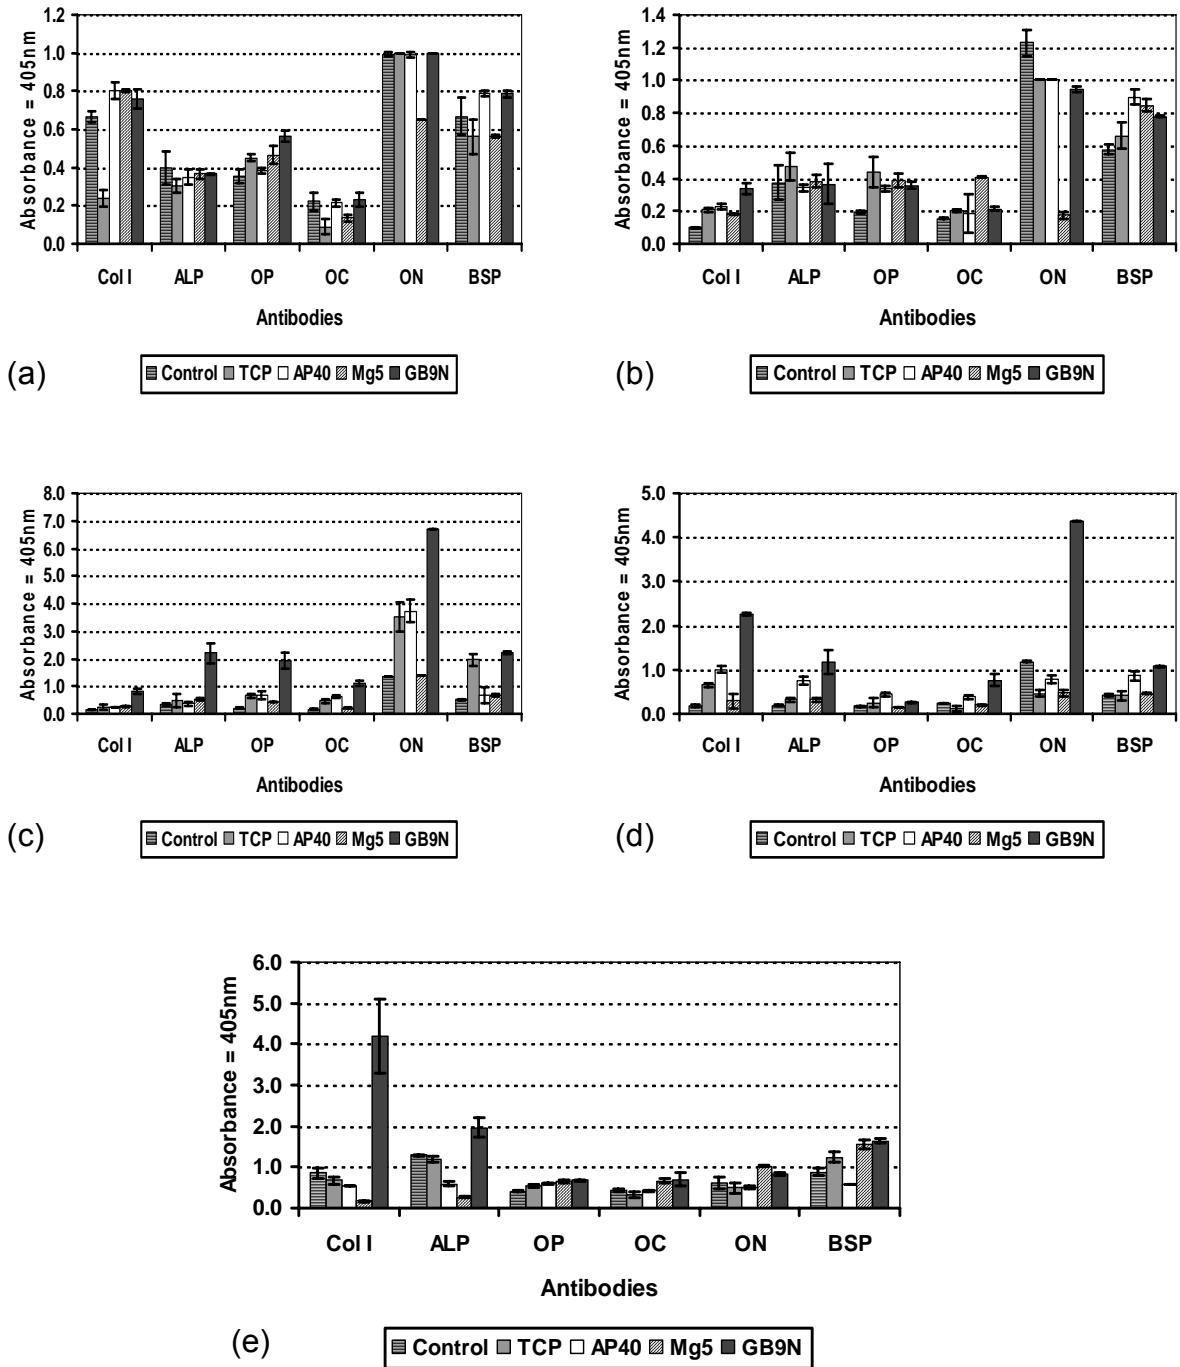 1.2
1.0
0.8
0.6
0.4
0.2
0.0
Absorbance = 405nm
Col I ALP OP OC ON BSP
Antibodies
(a)
Control TCP AP40 Mg5 GB9N
1.4
1.2
1.0
0.8
0.6
0.4
0.2
0.0
Absorbance = 405nm
Col I ALP OP OC ON BSP
Antibodies
(b)
Control TCP AP40 Mg5 GB9N
8.0
7.0
6.0
5.0
4.0
3.0
2.0
1.0
0.0
Absorbance = 405nm
Col I ALP OP OC ON BSP
Antibodies
(c)
Control TCP AP40 Mg5 GB9N
5.0
4.0
3.0
2.0
1.0
0.0
Absorbance = 405nm
Col I ALP OP OC ON BSP
Antibodies
(d)
Control TCP AP40 Mg5 GB9N
6.0
5.0
4.0
3.0
2.0
1.0
0.0
Absorbance = 405nm
Col I ALP OP OC ON BSP
Antibodies
(e)
Control TCP AP40 Mg5 GB9N